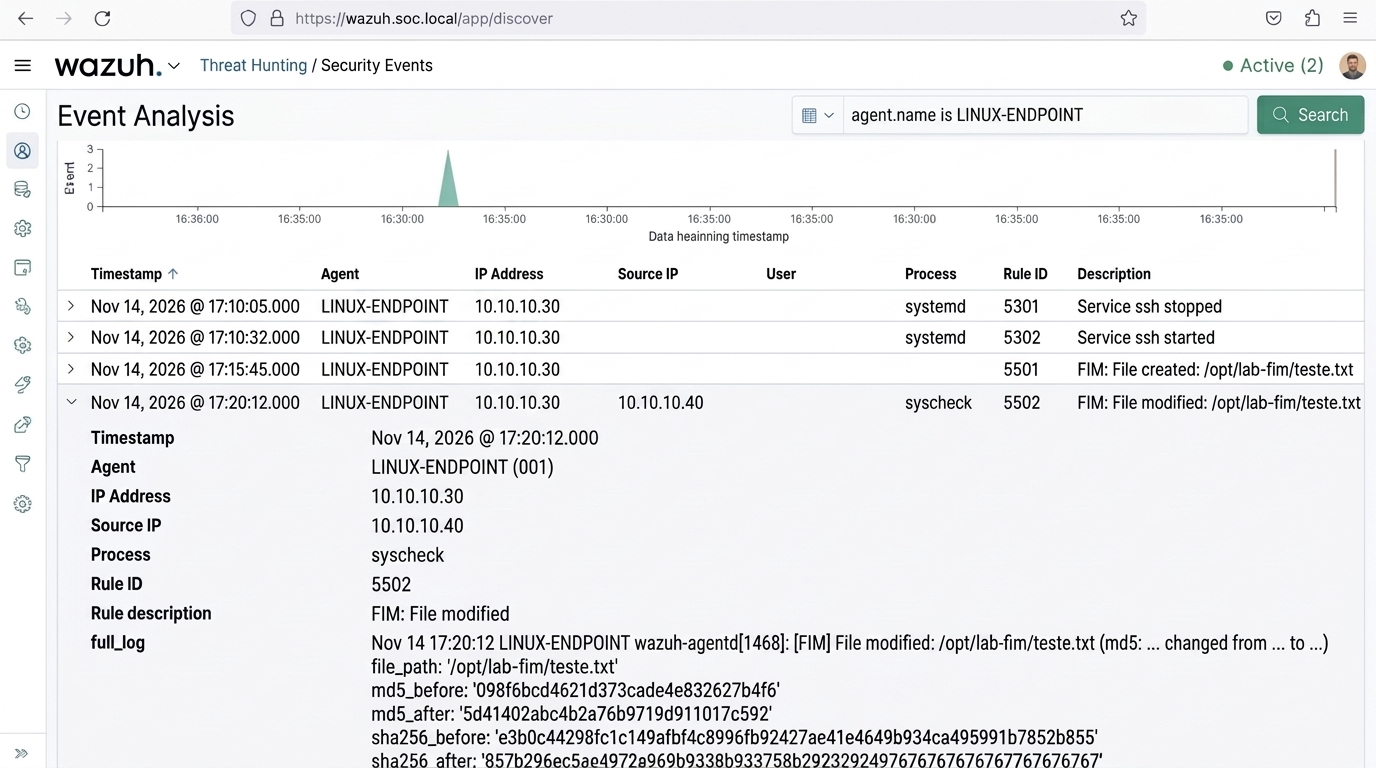 https://wazuh.soc.local/app/discover
wazuh. Threat Hunting / Security Events Active (2)
Event Analysis agent.name is LINUX-ENDPOINT Search
3
2
1
0
16:36:00 16:35:00 16:30:00 16:35:00 16:30:00 16:35:00 16:35:00 16:30:00 16:35:00 16:35:00 16:35:00
Data heainning timestamp
Timestamp Agent IP Address Source IP User Process Rule ID Description
Nov 14, 2026 @ 17:10:05.000 LINUX-ENDPOINT 10.10.10.30 systemd 5301 Service ssh stopped
Nov 14, 2026 @ 17:10:32.000 LINUX-ENDPOINT 10.10.10.30 systemd 5302 Service ssh started
Nov 14, 2026 @ 17:15:45.000 LINUX-ENDPOINT 10.10.10.30 5501 FIM: File created: /opt/lab-fim/teste.txt
Nov 14, 2026 @ 17:20:12.000 LINUX-ENDPOINT 10.10.10.30 10.10.10.40 syscheck 5502 FIM: File modified: /opt/lab-fim/teste.txt
Timestamp Nov 14, 2026 @ 17:20:12.000
Agent LINUX-ENDPOINT (001)
IP Address 10.10.10.30
Source IP 10.10.10.40
Process syscheck
Rule ID 5502
Rule description FIM: File modified
full_log Nov 14 17:20:12 LINUX-ENDPOINT wazuh-agentd[1468]: [FIM] File modified: /opt/lab-fim/teste.txt (md5: ... changed from ... to ...)
file_path: '/opt/lab-fim/teste.txt'
md5_before: '098f6bcd4621d373cade4e832627b4f6'
md5_after: '5d41402abc4b2a76b9719d911017c592'
sha256_before: 'e3b0c44298fc1c149afbf4c8996fb92427ae41e4649b934ca495991b7852b855'
sha256_after: